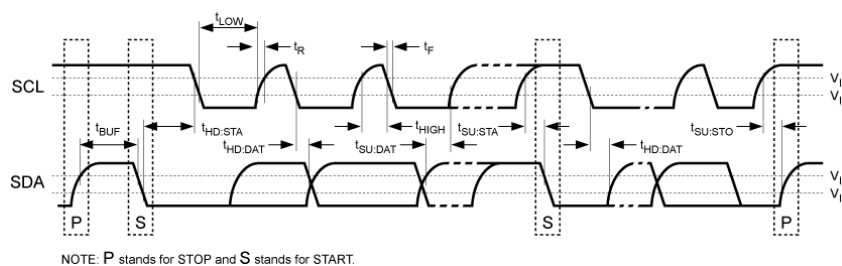 tLOW
tR
tF
SCL
tBUF
tHD:STA
tHD:DAT
tSU:DAT
tHIGH
tSU:STA
tHD:DAT
tSU:STO
SDA
P
S
S
P
NOTE: P stands for STOP and S stands for START.